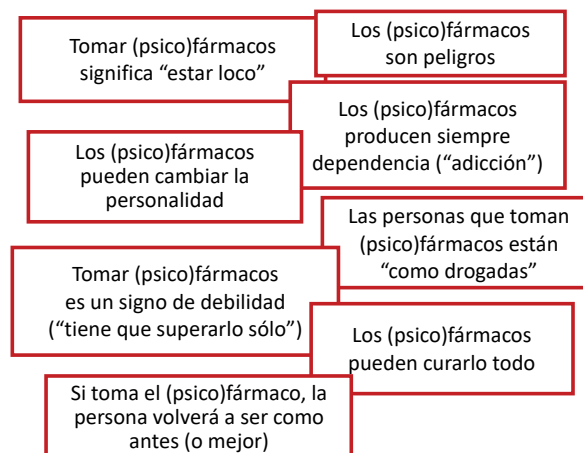 Tomar (psico)fármacos
significa “estar loco”
Los (psico)fármacos
son peligros
Los (psico)fármacos
producen siempre
dependencia (“adicción”)
Los (psico)fármacos
pueden cambiar la
personalidad
Las personas que toman
(psico)fármacos están
“como drogadas”
Tomar (psico)fármacos
es un signo de debilidad
(“tiene que superarlo sólo”)
Los (psico)fármacos
pueden curarlo todo
Si toma el (psico)fármaco, la
persona volverá a ser como
antes (o mejor)